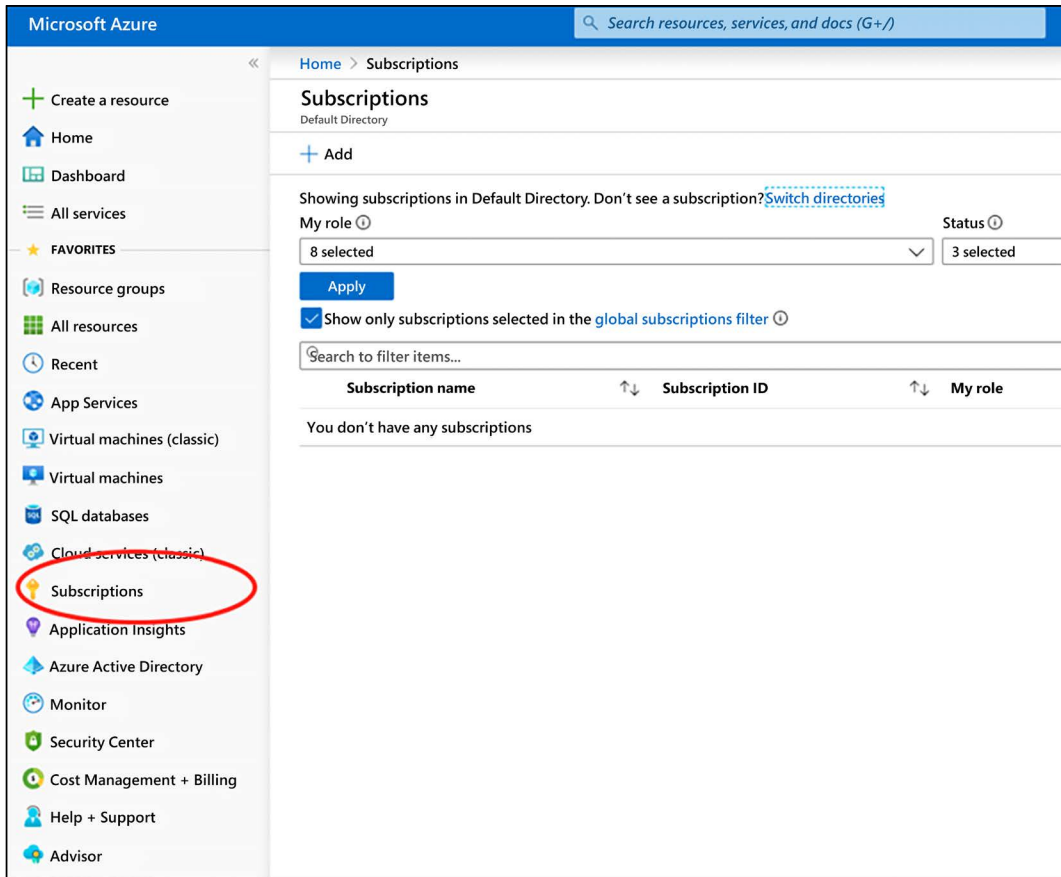 Microsoft Azure
Search resources, services, and docs (G+/)
«
Create a resource
Home
Dashboard
All services
FAVORITES
Resource groups
All resources
Recent
App Services
Virtual machines (classic)
Virtual machines
SQL databases
Cloud services (classic)
Subscriptions
Application Insights
Azure Active Directory
Monitor
Security Center
Cost Management + Billing
Help + Support
Advisor
Home > Subscriptions
Subscriptions
Default Directory
+ Add
Showing subscriptions in Default Directory. Don't see a subscription? Switch directories
My role
Status
8 selected
3 selected
Apply
Show only subscriptions selected in the global subscriptions filter
Search to filter items...
Subscription name ↑↓ Subscription ID ↑↓ My role
You don't have any subscriptions